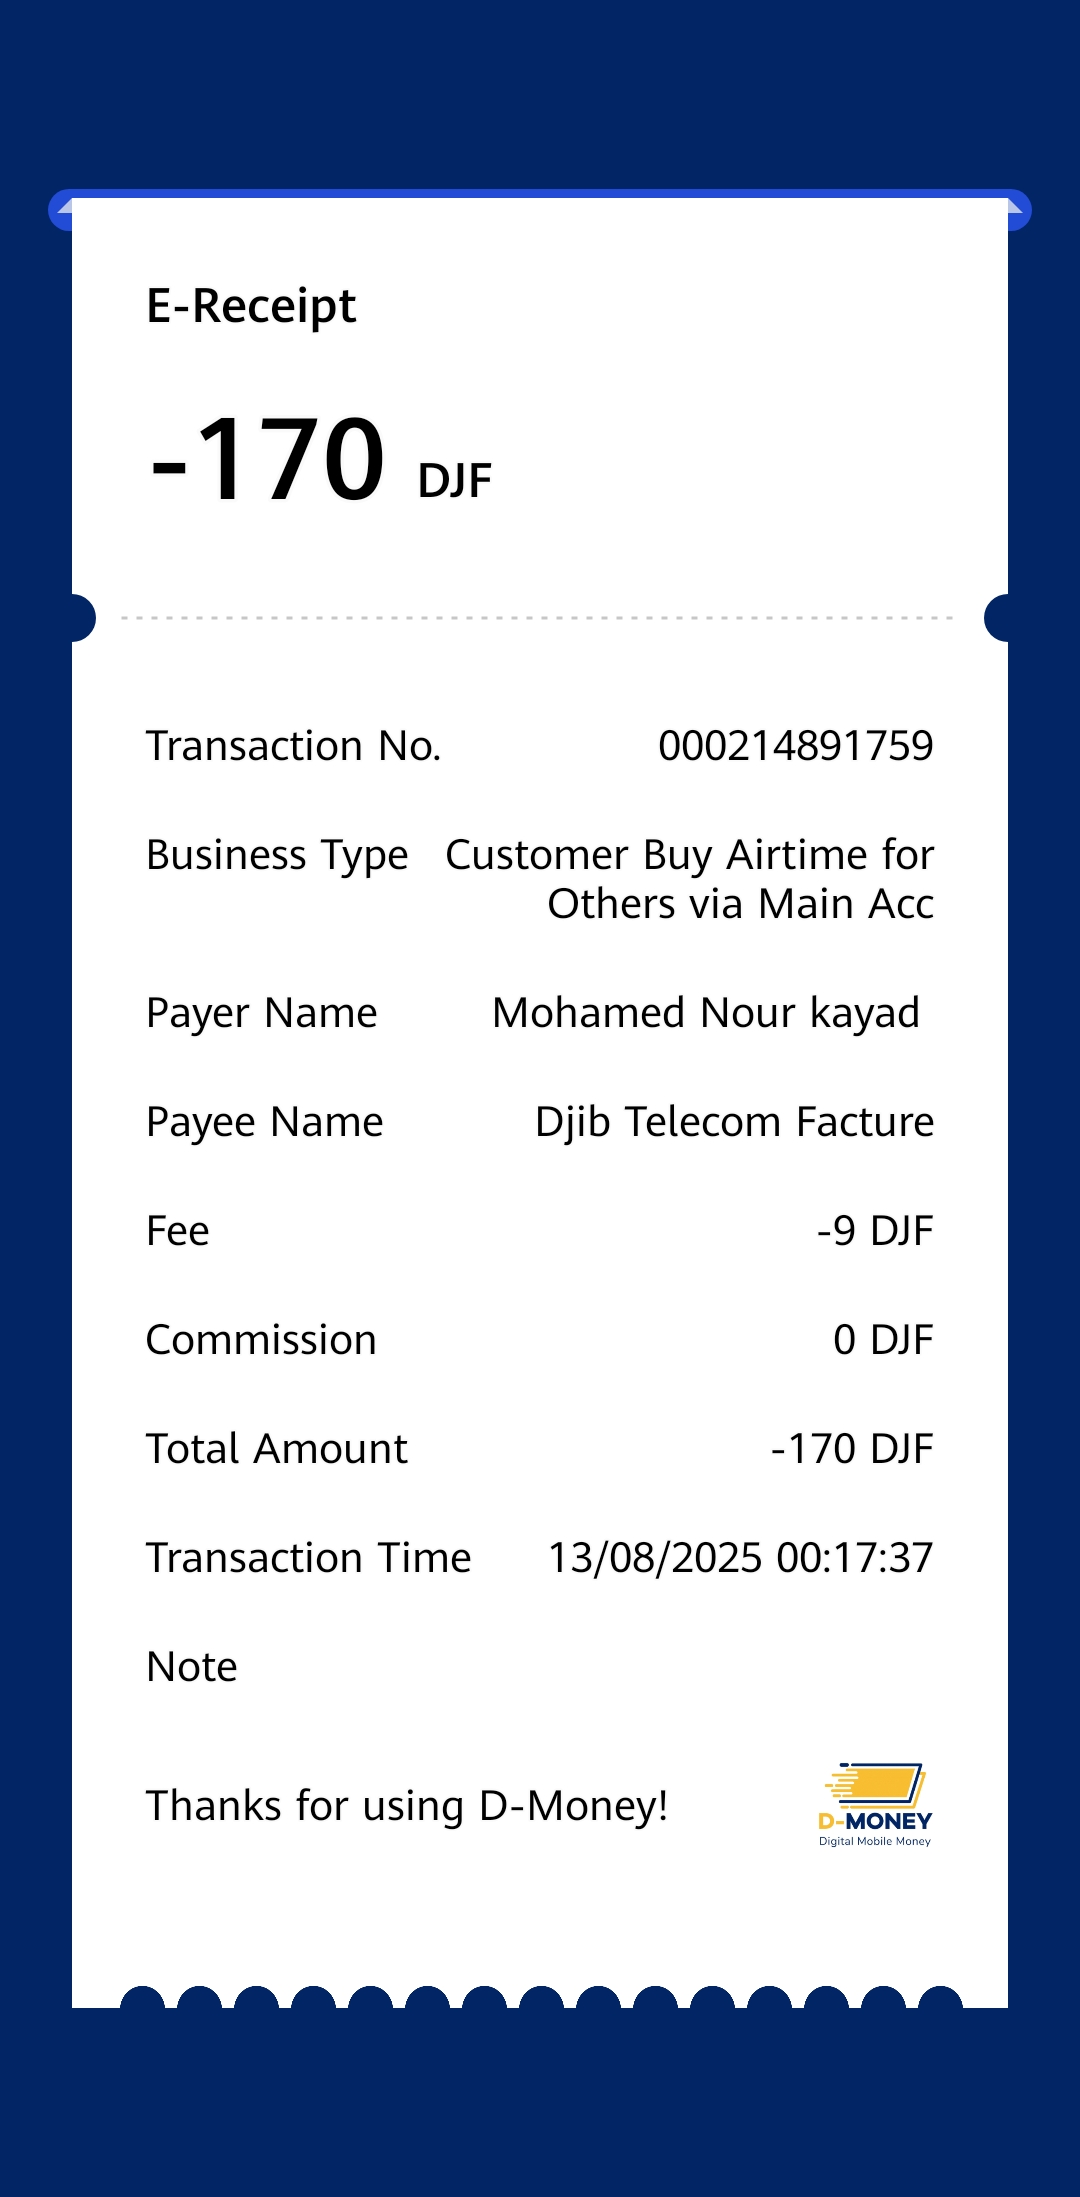 E-Receipt
-170 DJF
Transaction No. 000214891759
Business Type Customer Buy Airtime for
Others via Main Acc
Payer Name Mohamed Nour kayad
Payee Name Djib Telecom Facture
Fee -9 DJF
Commission 0 DJF
Total Amount -170 DJF
Transaction Time 13/08/2025 00:17:37
Note
Thanks for using D-Money!
D-MONEY
Digital Mobile Money